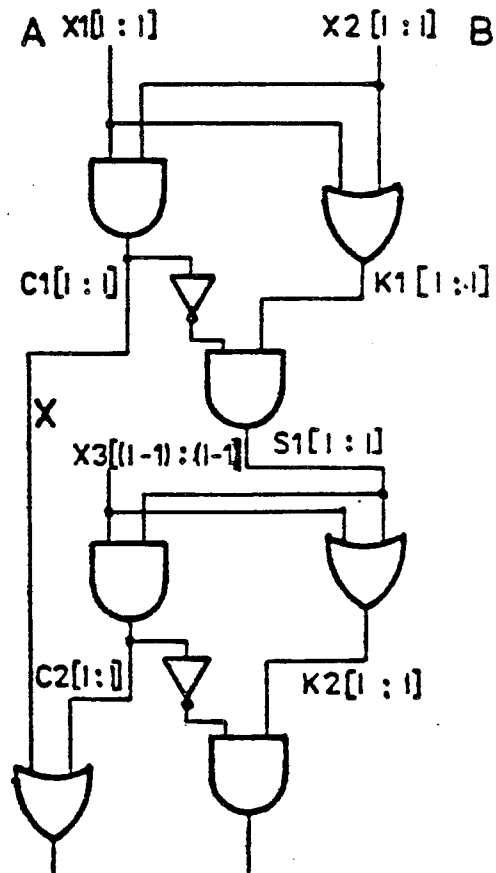 A X1[I : I] X2[I : I] B
C1[I : I] K1[I : I]
X
X3[(I-1) : (I-1] S1[I : I]
C2[I : I] K2[I : I]